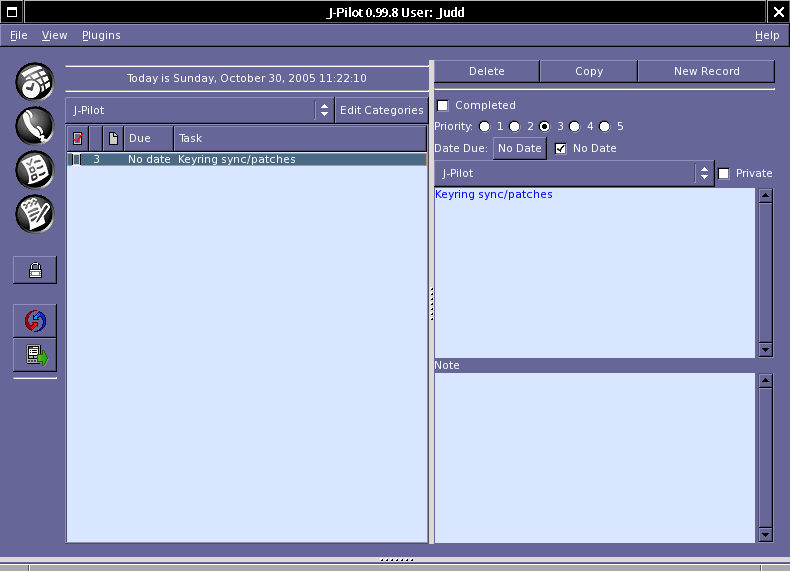 J-Pilot 0.99.8 User: Judd
File View Plugins Help
Today is Sunday, October 30, 2005 11:22:10
J-Pilot Edit Categories
Due Task
3 No date Keyring sync/patches
Delete Copy New Record
Completed
Priority: 1 2 3 4 5
Date Due: No Date No Date
J-Pilot Private
Keyring sync/patches
Note